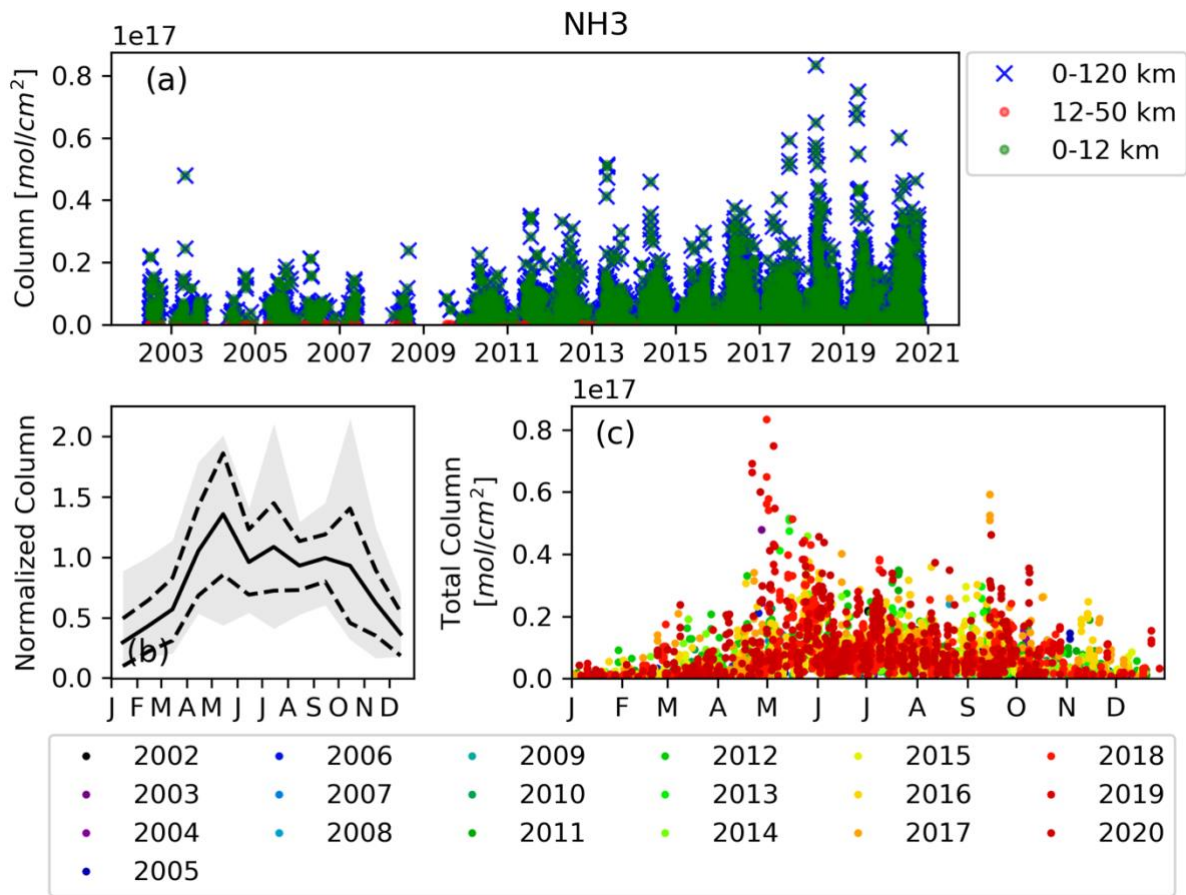 NH3
1e17
(a)
Column [mol/cm²]
0.8
0.6
0.4
0.2
0.0
2003 2005 2007 2009 2011 2013 2015 2017 2019 2021
0-120 km
12-50 km
0-12 km
Normalized Column
2.0
1.5
1.0
0.5
0.0
(b)
J F M A M J J A S O N D
1e17
(c)
Total Column
[mol/cm²]
0.8
0.6
0.4
0.2
0.0
J F M A M J J A S O N D
2002 2006 2009 2012 2015 2018
2003 2007 2010 2013 2016 2019
2004 2008 2011 2014 2017 2020
2005